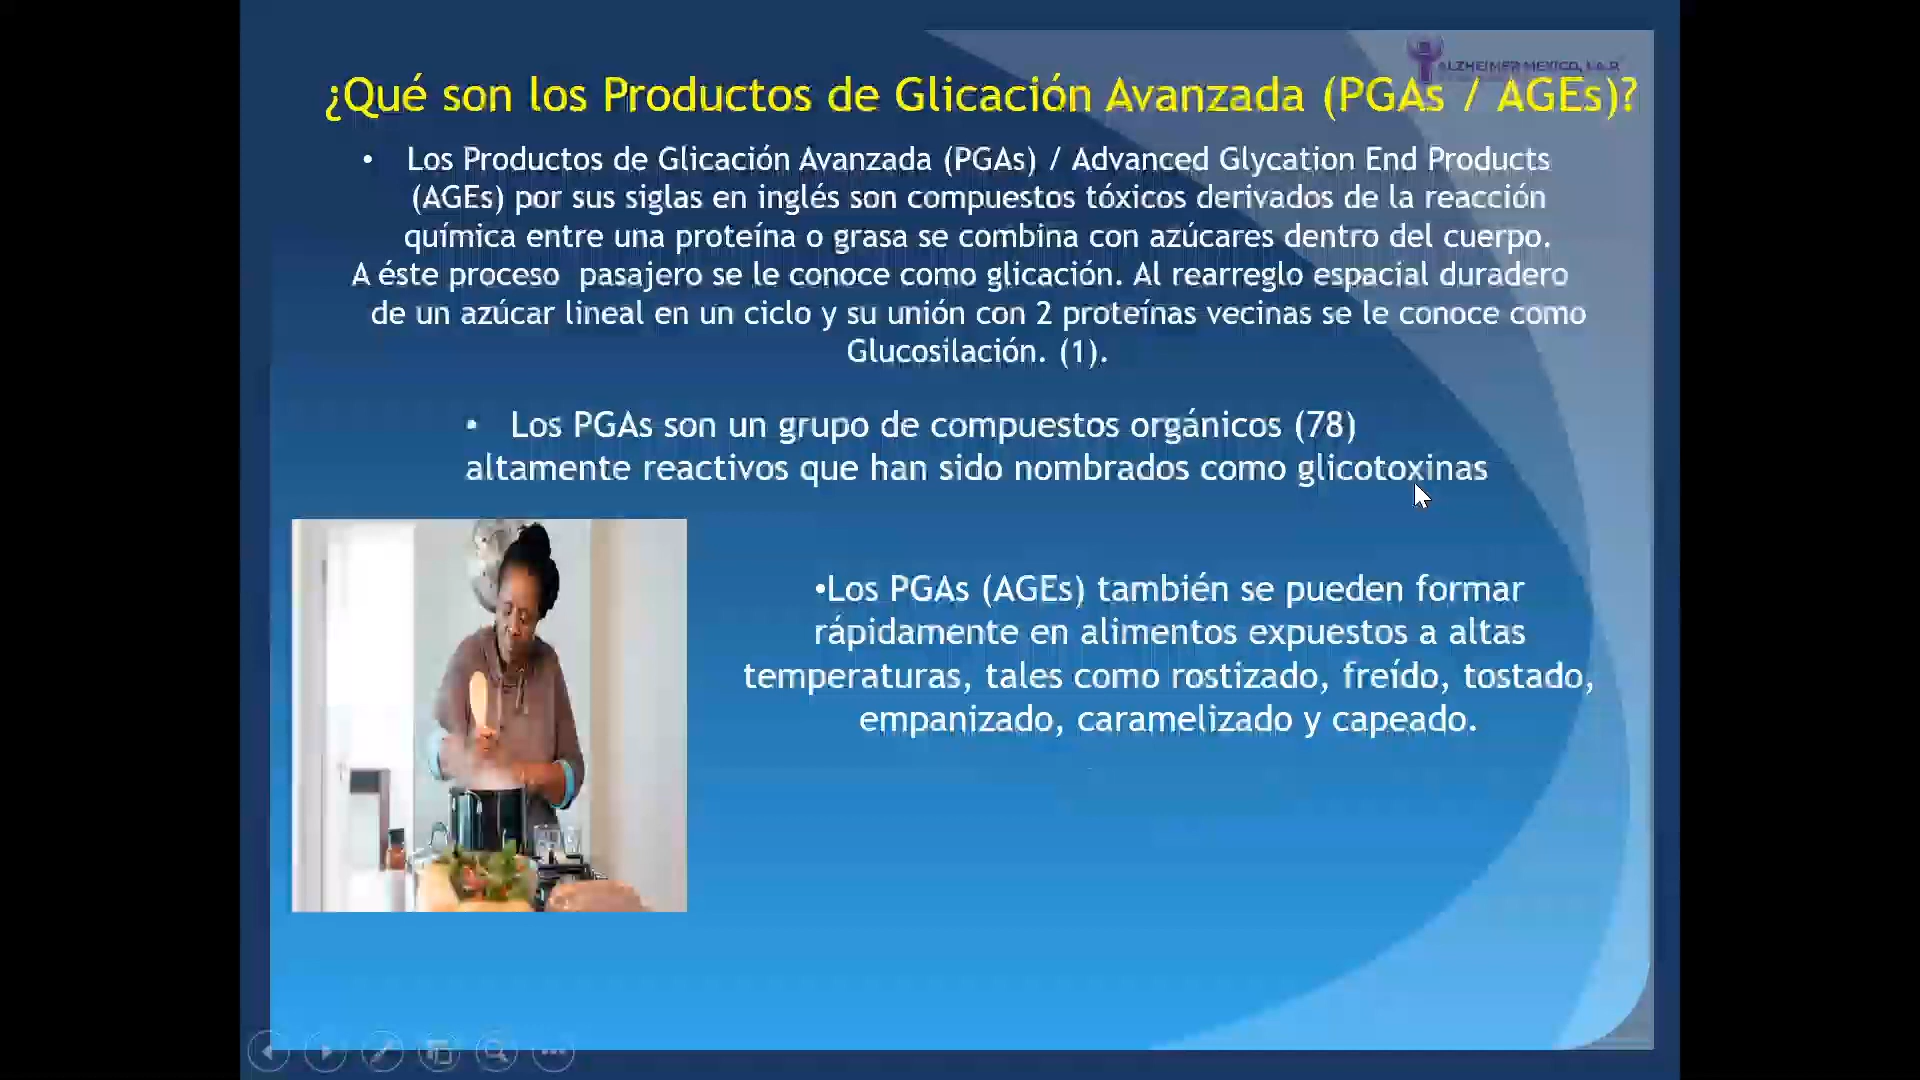 ALZHEIMER MEXICO, I.A.P.
¿Qué son los Productos de Glicación Avanzada (PGAs / AGEs)?
• Los Productos de Glicación Avanzada (PGAs) / Advanced Glycation End Products
(AGEs) por sus siglas en inglés son compuestos tóxicos derivados de la reacción
química entre una proteína o grasa se combina con azúcares dentro del cuerpo.
A éste proceso pasajero se le conoce como glicación. Al rearreglo espacial duradero
de un azúcar lineal en un ciclo y su unión con 2 proteínas vecinas se le conoce como
Glucosilación. (1).
• Los PGAs son un grupo de compuestos orgánicos (78)
altamente reactivos que han sido nombrados como glicotoxinas
•Los PGAs (AGEs) también se pueden formar
rápidamente en alimentos expuestos a altas
temperaturas, tales como rostizado, freído, tostado,
empanizado, caramelizado y capeado.